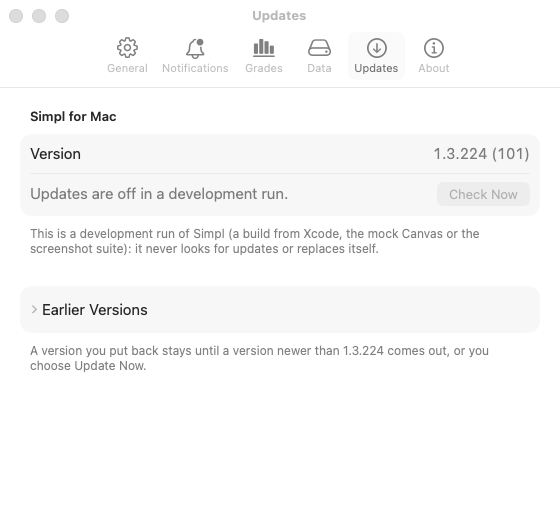 Updates
General
Notifications
Grades
Data
Updates
About
Simpl for Mac
Version
1.3.224 (101)
Updates are off in a development run.
Check Now
This is a development run of Simpl (a build from Xcode, the mock Canvas or the
screenshot suite): it never looks for updates or replaces itself.
Earlier Versions
A version you put back stays until a version newer than 1.3.224 comes out, or you
choose Update Now.